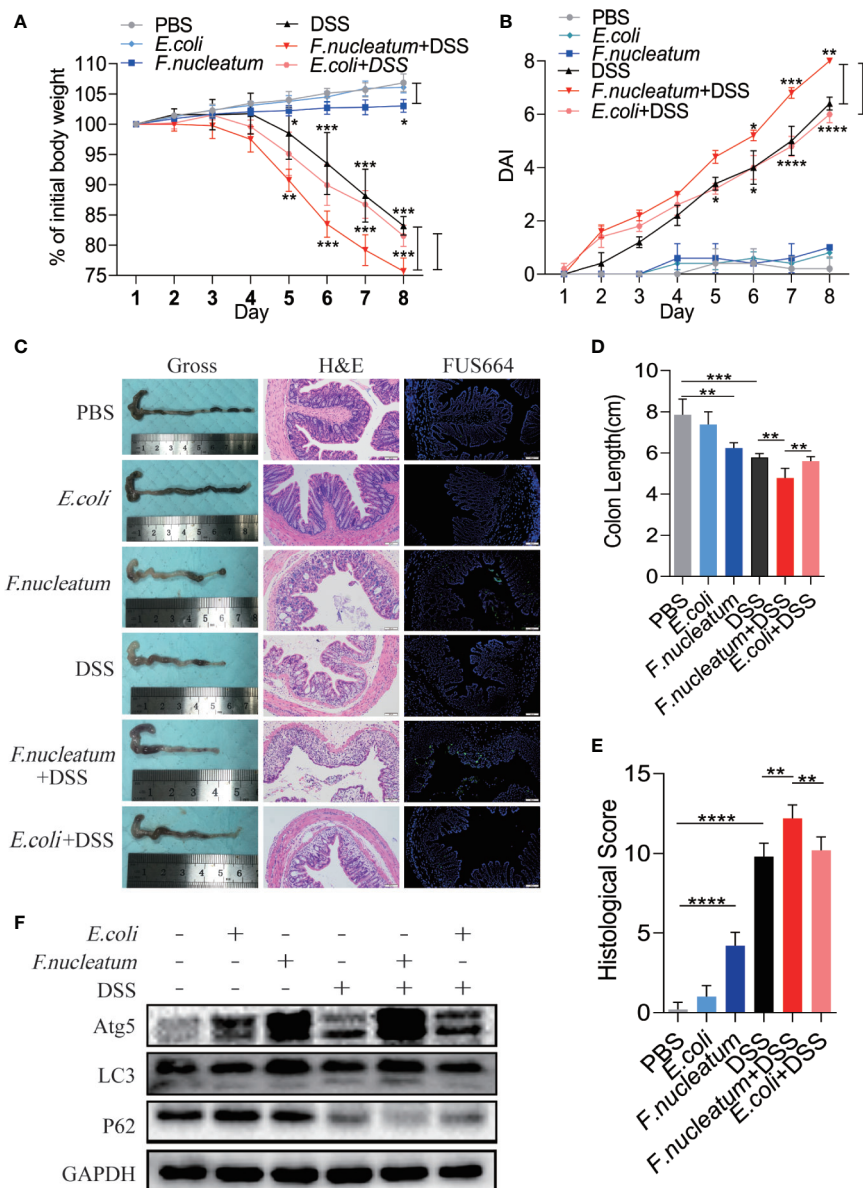 A
PBS
E.coli
F.nucleatum
DSS
F.nucleatum+DSS
E.coli+DSS
% of initial body weight
110
105
100
95
90
85
80
75
* *** *** ***
** *** *** ***
*
1 2 3 4 5 6 7 8
Day
B
PBS
E.coli
F.nucleatum
DSS
F.nucleatum+DSS
E.coli+DSS
DAI
8
6
4
2
0
* *** **
* * **** ****
1 2 3 4 5 6 7 8
Day
C
Gross H&E FUS664
PBS
E.coli
F.nucleatum
DSS
F.nucleatum
+DSS
E.coli+DSS
D
Colon Length(cm)
10
8
6
4
2
0
***
**
** **
PBS
E.coli
F.nucleatum
DSS
F.nucleatum+DSS
E.coli+DSS
E
Histological Score
15
10
5
0
** **
****
****
PBS
E.coli
F.nucleatum
DSS
F.nucleatum+DSS
E.coli+DSS
F
E.coli - + - - - +
F.nucleatum - - + - + -
DSS - - - + + +
Atg5
LC3
P62
GAPDH